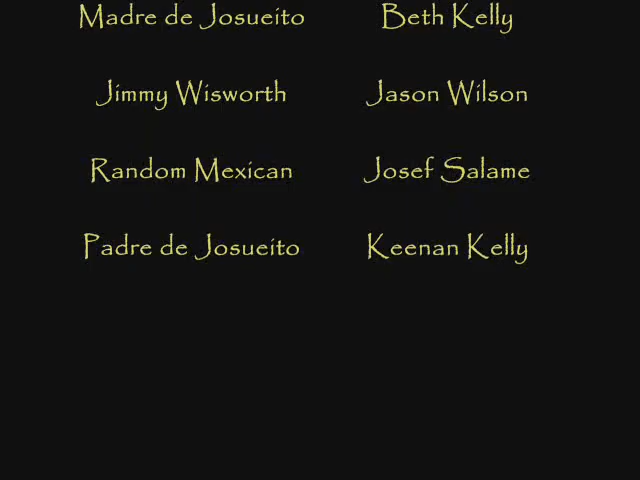 Madre de Josueito Beth Kelly
Jimmy Wisworth Jason Wilson
Random Mexican Josef Salame
Padre de Josueito Keenan Kelly